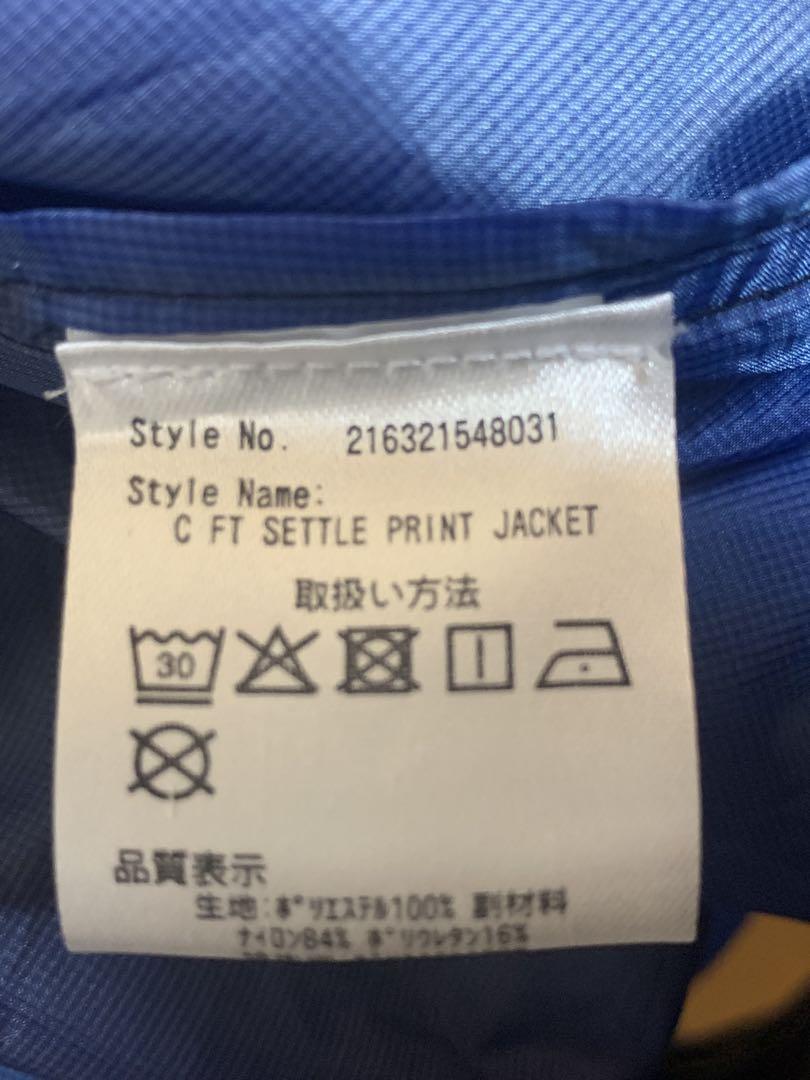 Style No. 216321548031
Style Name:
C FT SETTLE PRINT JACKET
取扱い方法
30
品質表示
生地:ポリエステル100% 副材料
ナイロン84% ポリウレタン16%